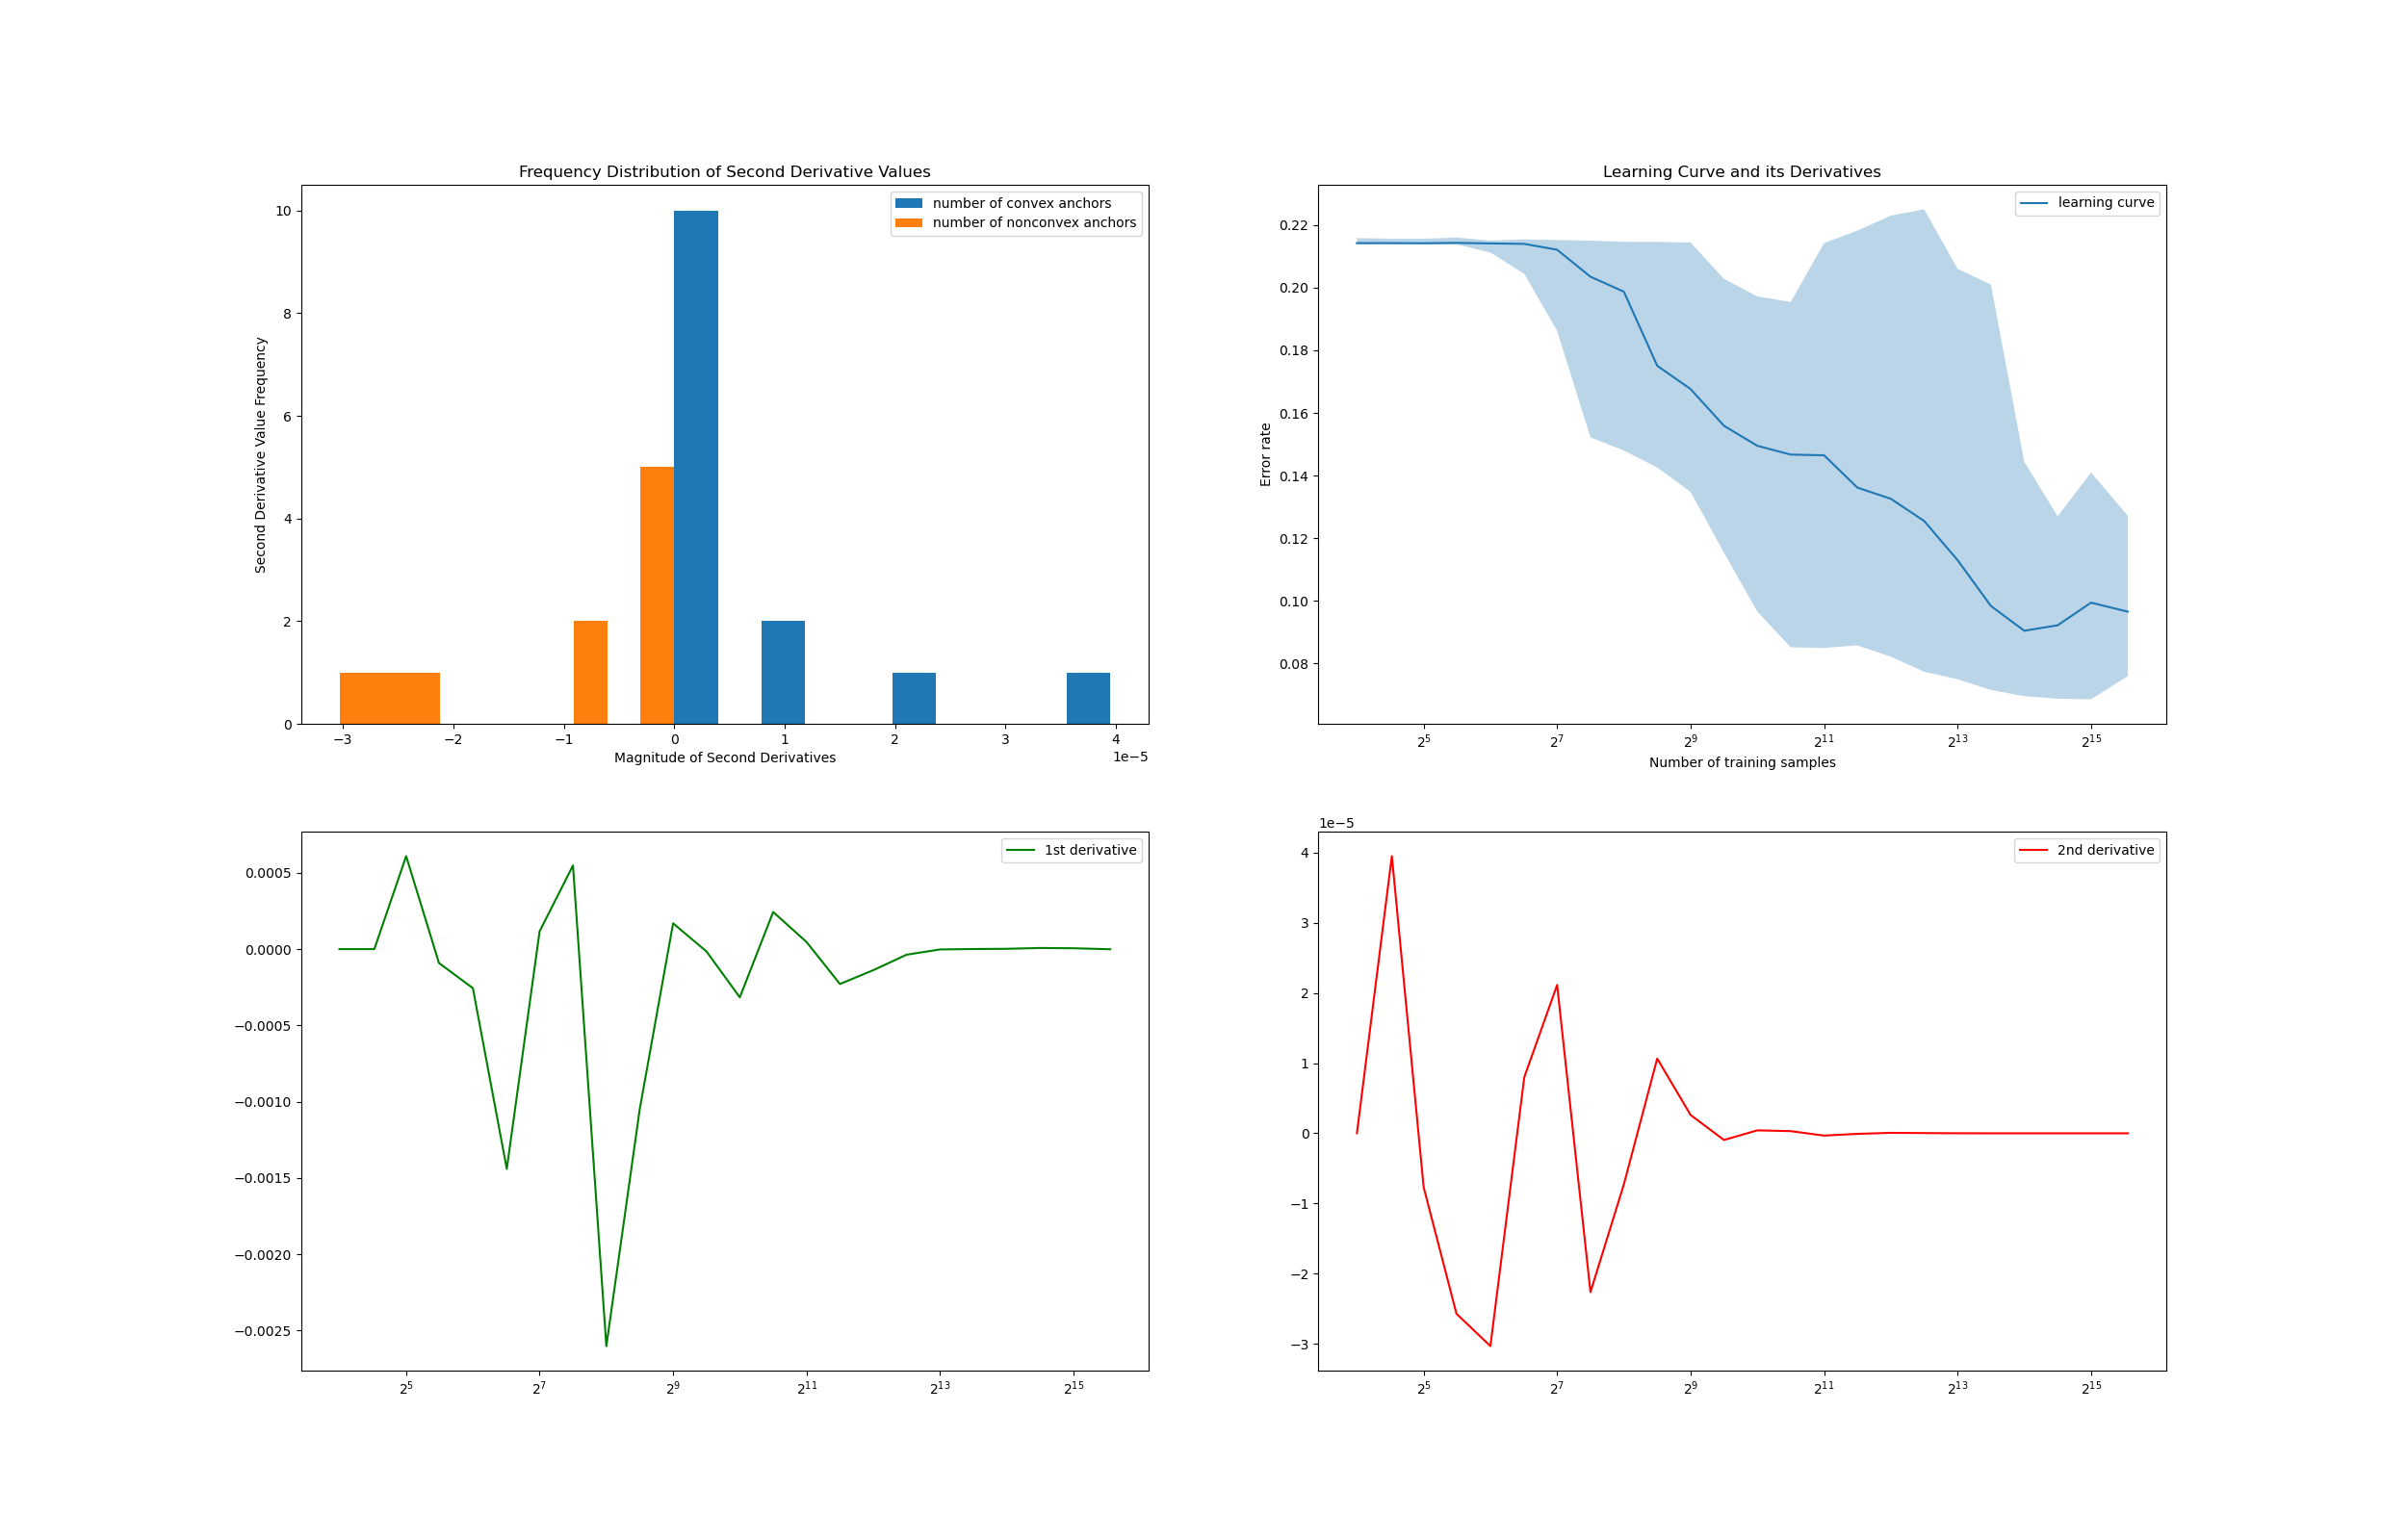 Frequency Distribution of Second Derivative Values
number of convex anchors
number of nonconvex anchors
Second Derivative Value Frequency
10
8
6
4
2
0
−3 −2 −1 0 1 2 3 4
1e−5
Magnitude of Second Derivatives
Learning Curve and its Derivatives
learning curve
Error rate
0.22
0.20
0.18
0.16
0.14
0.12
0.10
0.08
2^5 2^7 2^9 2^11 2^13 2^15
Number of training samples
1st derivative
0.0005
0.0000
−0.0005
−0.0010
−0.0015
−0.0020
−0.0025
2^5 2^7 2^9 2^11 2^13 2^15
1e−5
2nd derivative
4
3
2
1
0
−1
−2
−3
2^5 2^7 2^9 2^11 2^13 2^15